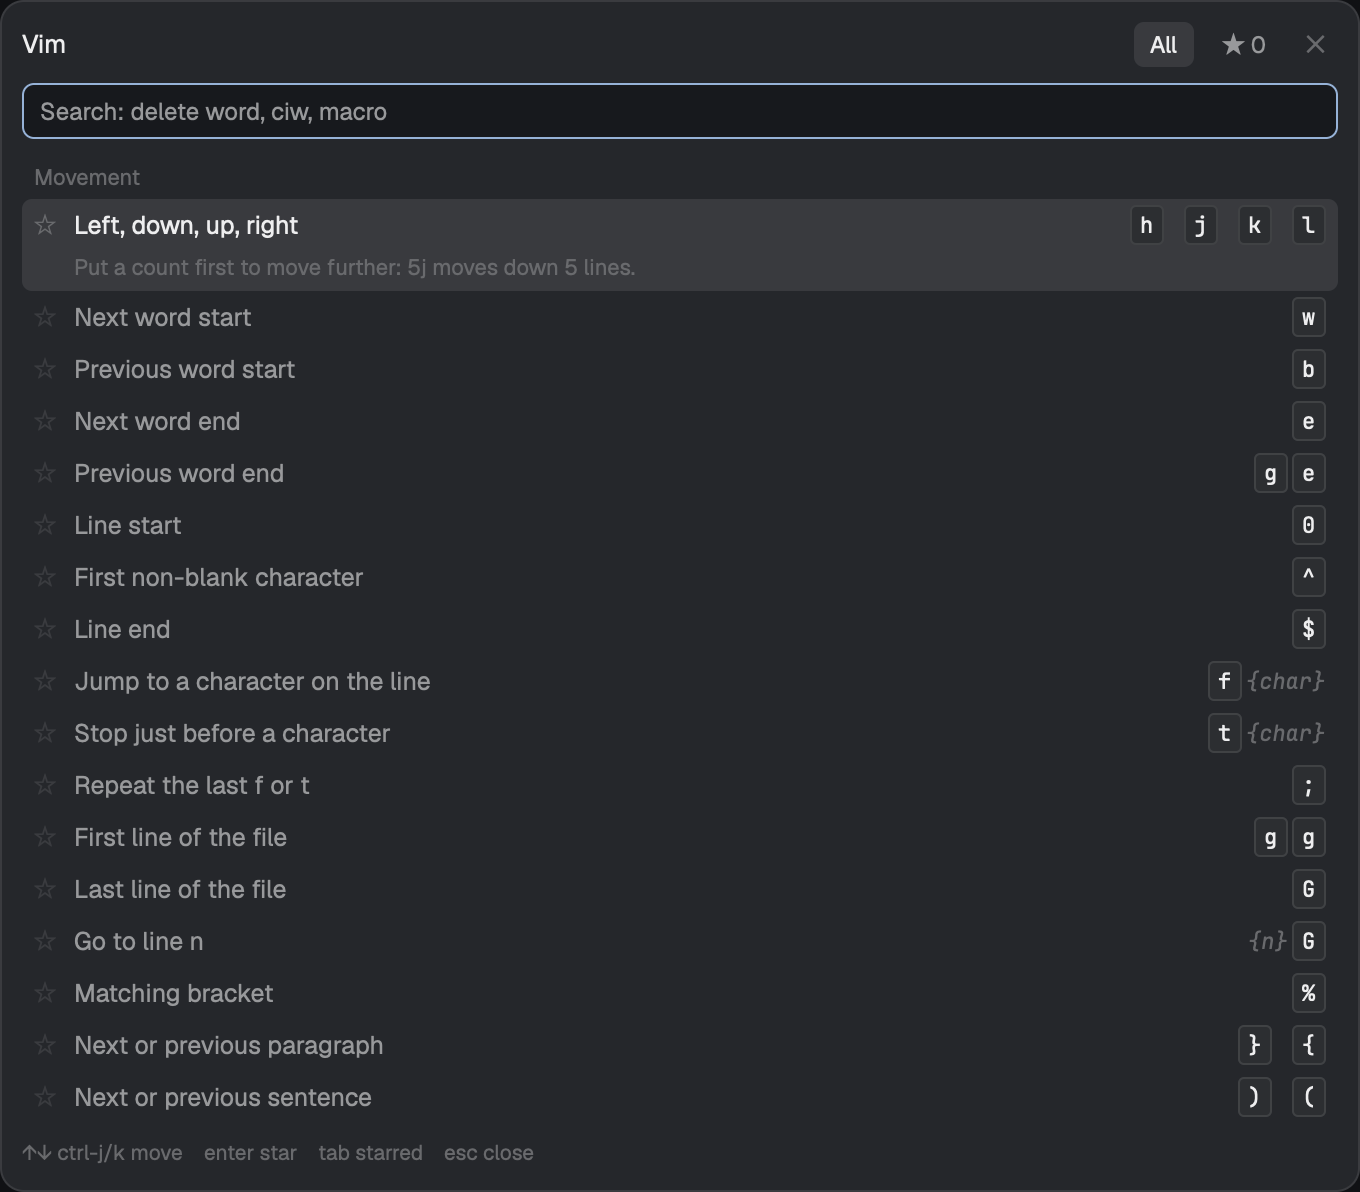 Vim All ★ 0 ×
Search: delete word, ciw, macro
Movement
☆ Left, down, up, right h j k l
Put a count first to move further: 5j moves down 5 lines.
☆ Next word start w
☆ Previous word start b
☆ Next word end e
☆ Previous word end g e
☆ Line start 0
☆ First non-blank character ^
☆ Line end $
☆ Jump to a character on the line f {char}
☆ Stop just before a character t {char}
☆ Repeat the last f or t ;
☆ First line of the file g g
☆ Last line of the file G
☆ Go to line n {n} G
☆ Matching bracket %
☆ Next or previous paragraph } {
☆ Next or previous sentence ) (
↑↓ ctrl-j/k move enter star tab starred esc close